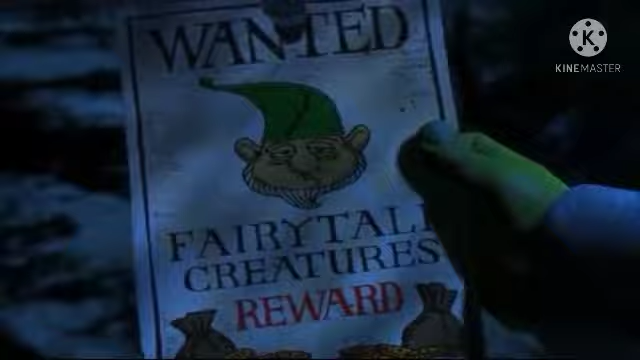 WANTED
FAIRYTAL
CREATURES
REWARD
K
KINEMASTER